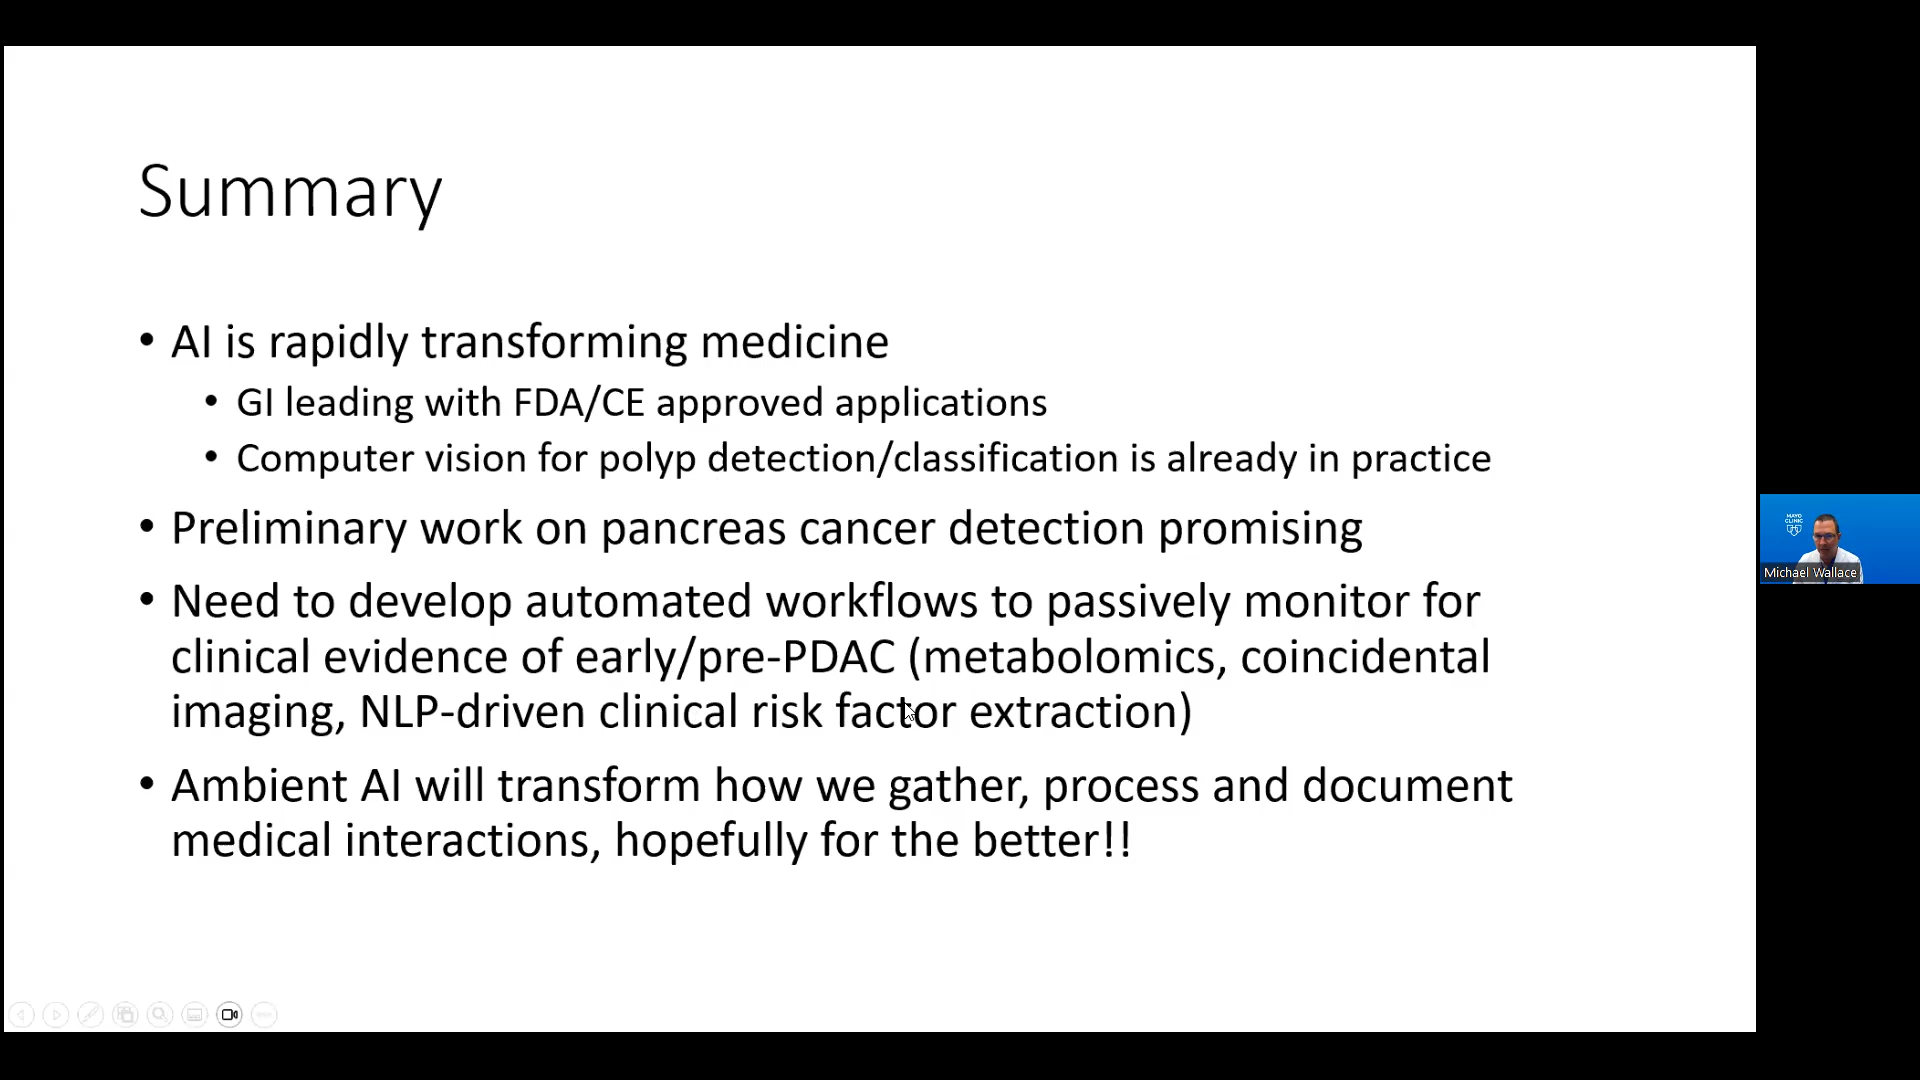 Summary
• AI is rapidly transforming medicine
• GI leading with FDA/CE approved applications
• Computer vision for polyp detection/classification is already in practice
• Preliminary work on pancreas cancer detection promising
• Need to develop automated workflows to passively monitor for
clinical evidence of early/pre-PDAC (metabolomics, coincidental
imaging, NLP-driven clinical risk factor extraction)
• Ambient AI will transform how we gather, process and document
medical interactions, hopefully for the better!!
MAYO
CLINIC
Michael Wallace